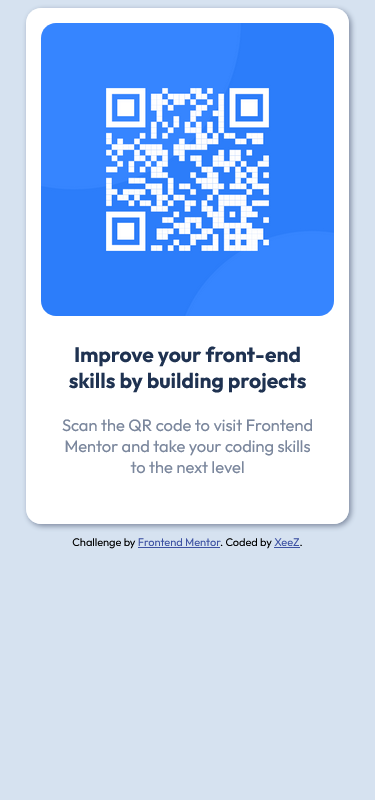 Improve your front-end
skills by building projects
Scan the QR code to visit Frontend
Mentor and take your coding skills
to the next level
Challenge by Frontend Mentor. Coded by XeeZ.